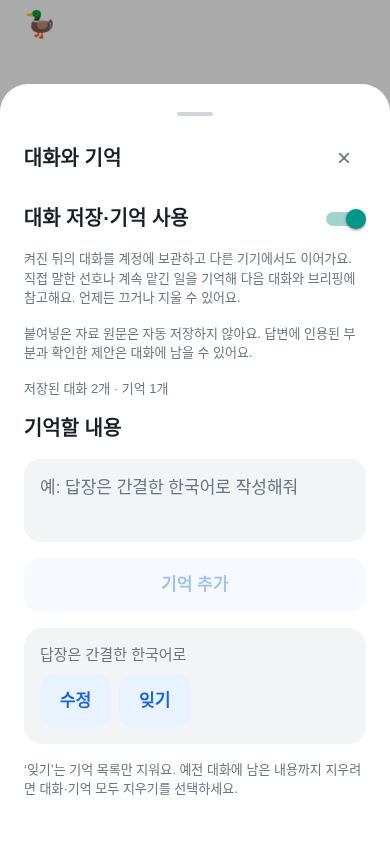 대화와 기억
대화 저장·기억 사용
켜진 뒤의 대화를 계정에 보관하고 다른 기기에서도 이어가요.
직접 말한 선호나 계속 맡긴 일을 기억해 다음 대화와 브리핑에
참고해요. 언제든 끄거나 지울 수 있어요.
붙여넣은 자료 원문은 자동 저장하지 않아요. 답변에 인용된 부
분과 확인한 제안은 대화에 남을 수 있어요.
저장된 대화 2개 · 기억 1개
기억할 내용
예: 답장은 간결한 한국어로 작성해줘
기억 추가
답장은 간결한 한국어로
수정 잊기
‘잊기’는 기억 목록만 지워요. 예전 대화에 남은 내용까지 지우려
면 대화·기억 모두 지우기를 선택하세요.